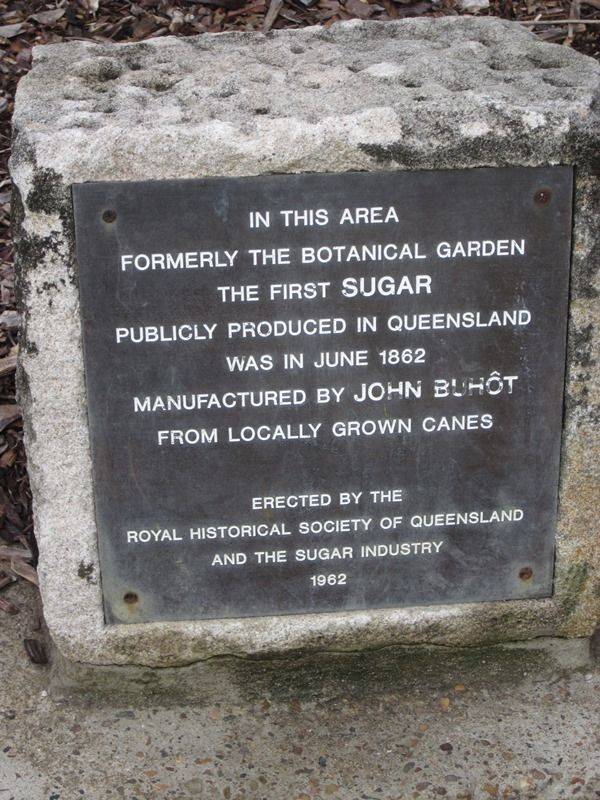 IN THIS AREA
FORMERLY THE BOTANICAL GARDEN
THE FIRST SUGAR
PUBLICLY PRODUCED IN QUEENSLAND
WAS IN JUNE 1862
MANUFACTURED BY JOHN BUHÔT
FROM LOCALLY GROWN CANES
ERECTED BY THE
ROYAL HISTORICAL SOCIETY OF QUEENSLAND
AND THE SUGAR INDUSTRY
1962